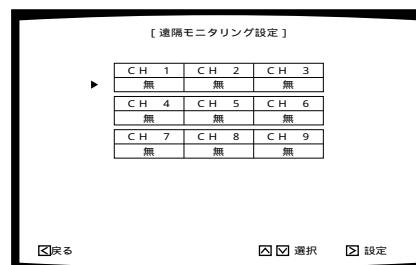 [ 遠隔モニタリング設定 ]
CH 1 CH 2 CH 3
無 無 無
CH 4 CH 5 CH 6
無 無 無
CH 7 CH 8 CH 9
無 無 無
戻る 選択 設定